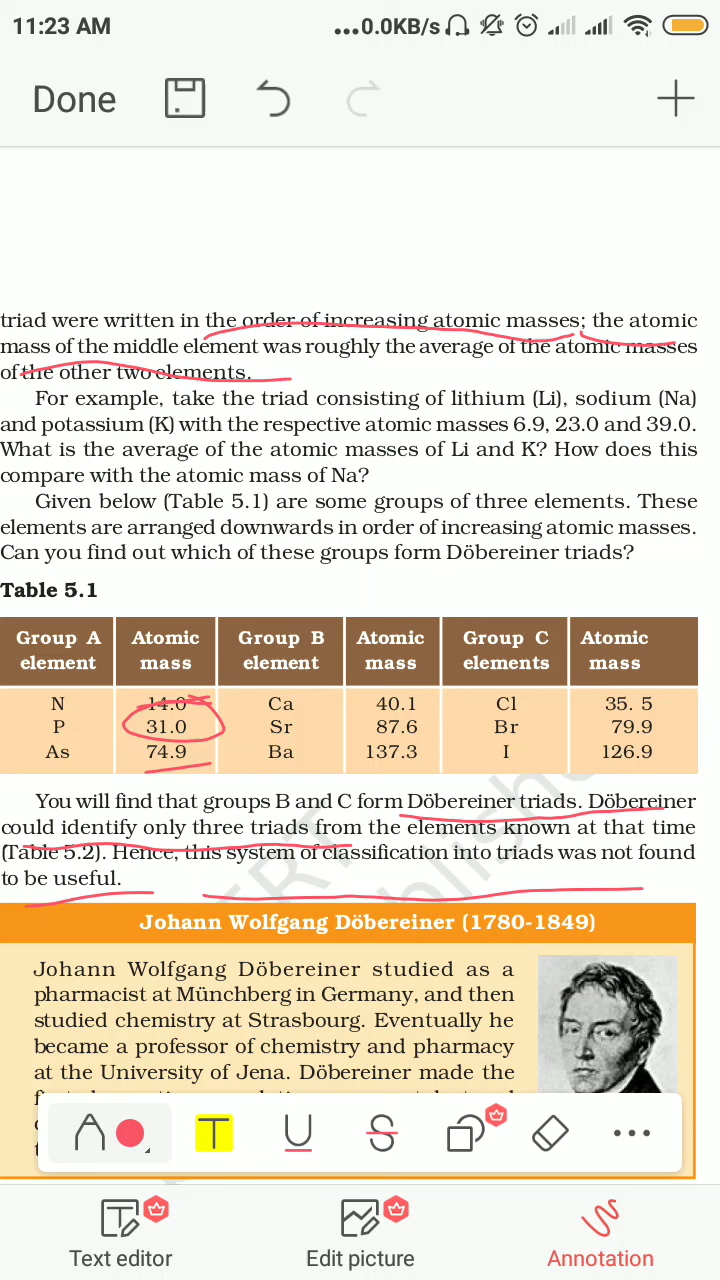 11:23 AM
...0.0KB/s
Done
triad were written in the order of increasing atomic masses; the atomic
mass of the middle element was roughly the average of the atomic masses
of the other two elements.
For example, take the triad consisting of lithium (Li), sodium (Na)
and potassium (K) with the respective atomic masses 6.9, 23.0 and 39.0.
What is the average of the atomic masses of Li and K? How does this
compare with the atomic mass of Na?
Given below (Table 5.1) are some groups of three elements. These
elements are arranged downwards in order of increasing atomic masses.
Can you find out which of these groups form Döbereiner triads?
Table 5.1
Group A element Atomic mass Group B element Atomic mass Group C elements Atomic mass
N 14.0 Ca 40.1 Cl 35. 5
P 31.0 Sr 87.6 Br 79.9
As 74.9 Ba 137.3 I 126.9
You will find that groups B and C form Döbereiner triads. Döbereiner
could identify only three triads from the elements known at that time
(Table 5.2). Hence, this system of classification into triads was not found
to be useful.
Johann Wolfgang Döbereiner (1780-1849)
Johann Wolfgang Döbereiner studied as a
pharmacist at Münchberg in Germany, and then
studied chemistry at Strasbourg. Eventually he
became a professor of chemistry and pharmacy
at the University of Jena. Döbereiner made the
T
U
S
Text editor
Edit picture
Annotation